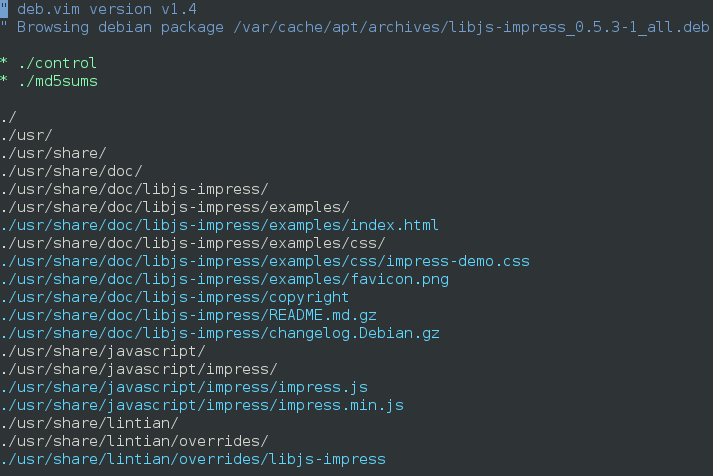 " deb.vim version v1.4
" Browsing debian package /var/cache/apt/archives/libjs-impress_0.5.3-1_all.deb
* ./control
* ./md5sums
./
./usr/
./usr/share/
./usr/share/doc/
./usr/share/doc/libjs-impress/
./usr/share/doc/libjs-impress/examples/
./usr/share/doc/libjs-impress/examples/index.html
./usr/share/doc/libjs-impress/examples/css/
./usr/share/doc/libjs-impress/examples/css/impress-demo.css
./usr/share/doc/libjs-impress/examples/favicon.png
./usr/share/doc/libjs-impress/copyright
./usr/share/doc/libjs-impress/README.md.gz
./usr/share/doc/libjs-impress/changelog.Debian.gz
./usr/share/javascript/
./usr/share/javascript/impress/
./usr/share/javascript/impress/impress.js
./usr/share/javascript/impress/impress.min.js
./usr/share/lintian/
./usr/share/lintian/overrides/
./usr/share/lintian/overrides/libjs-impress